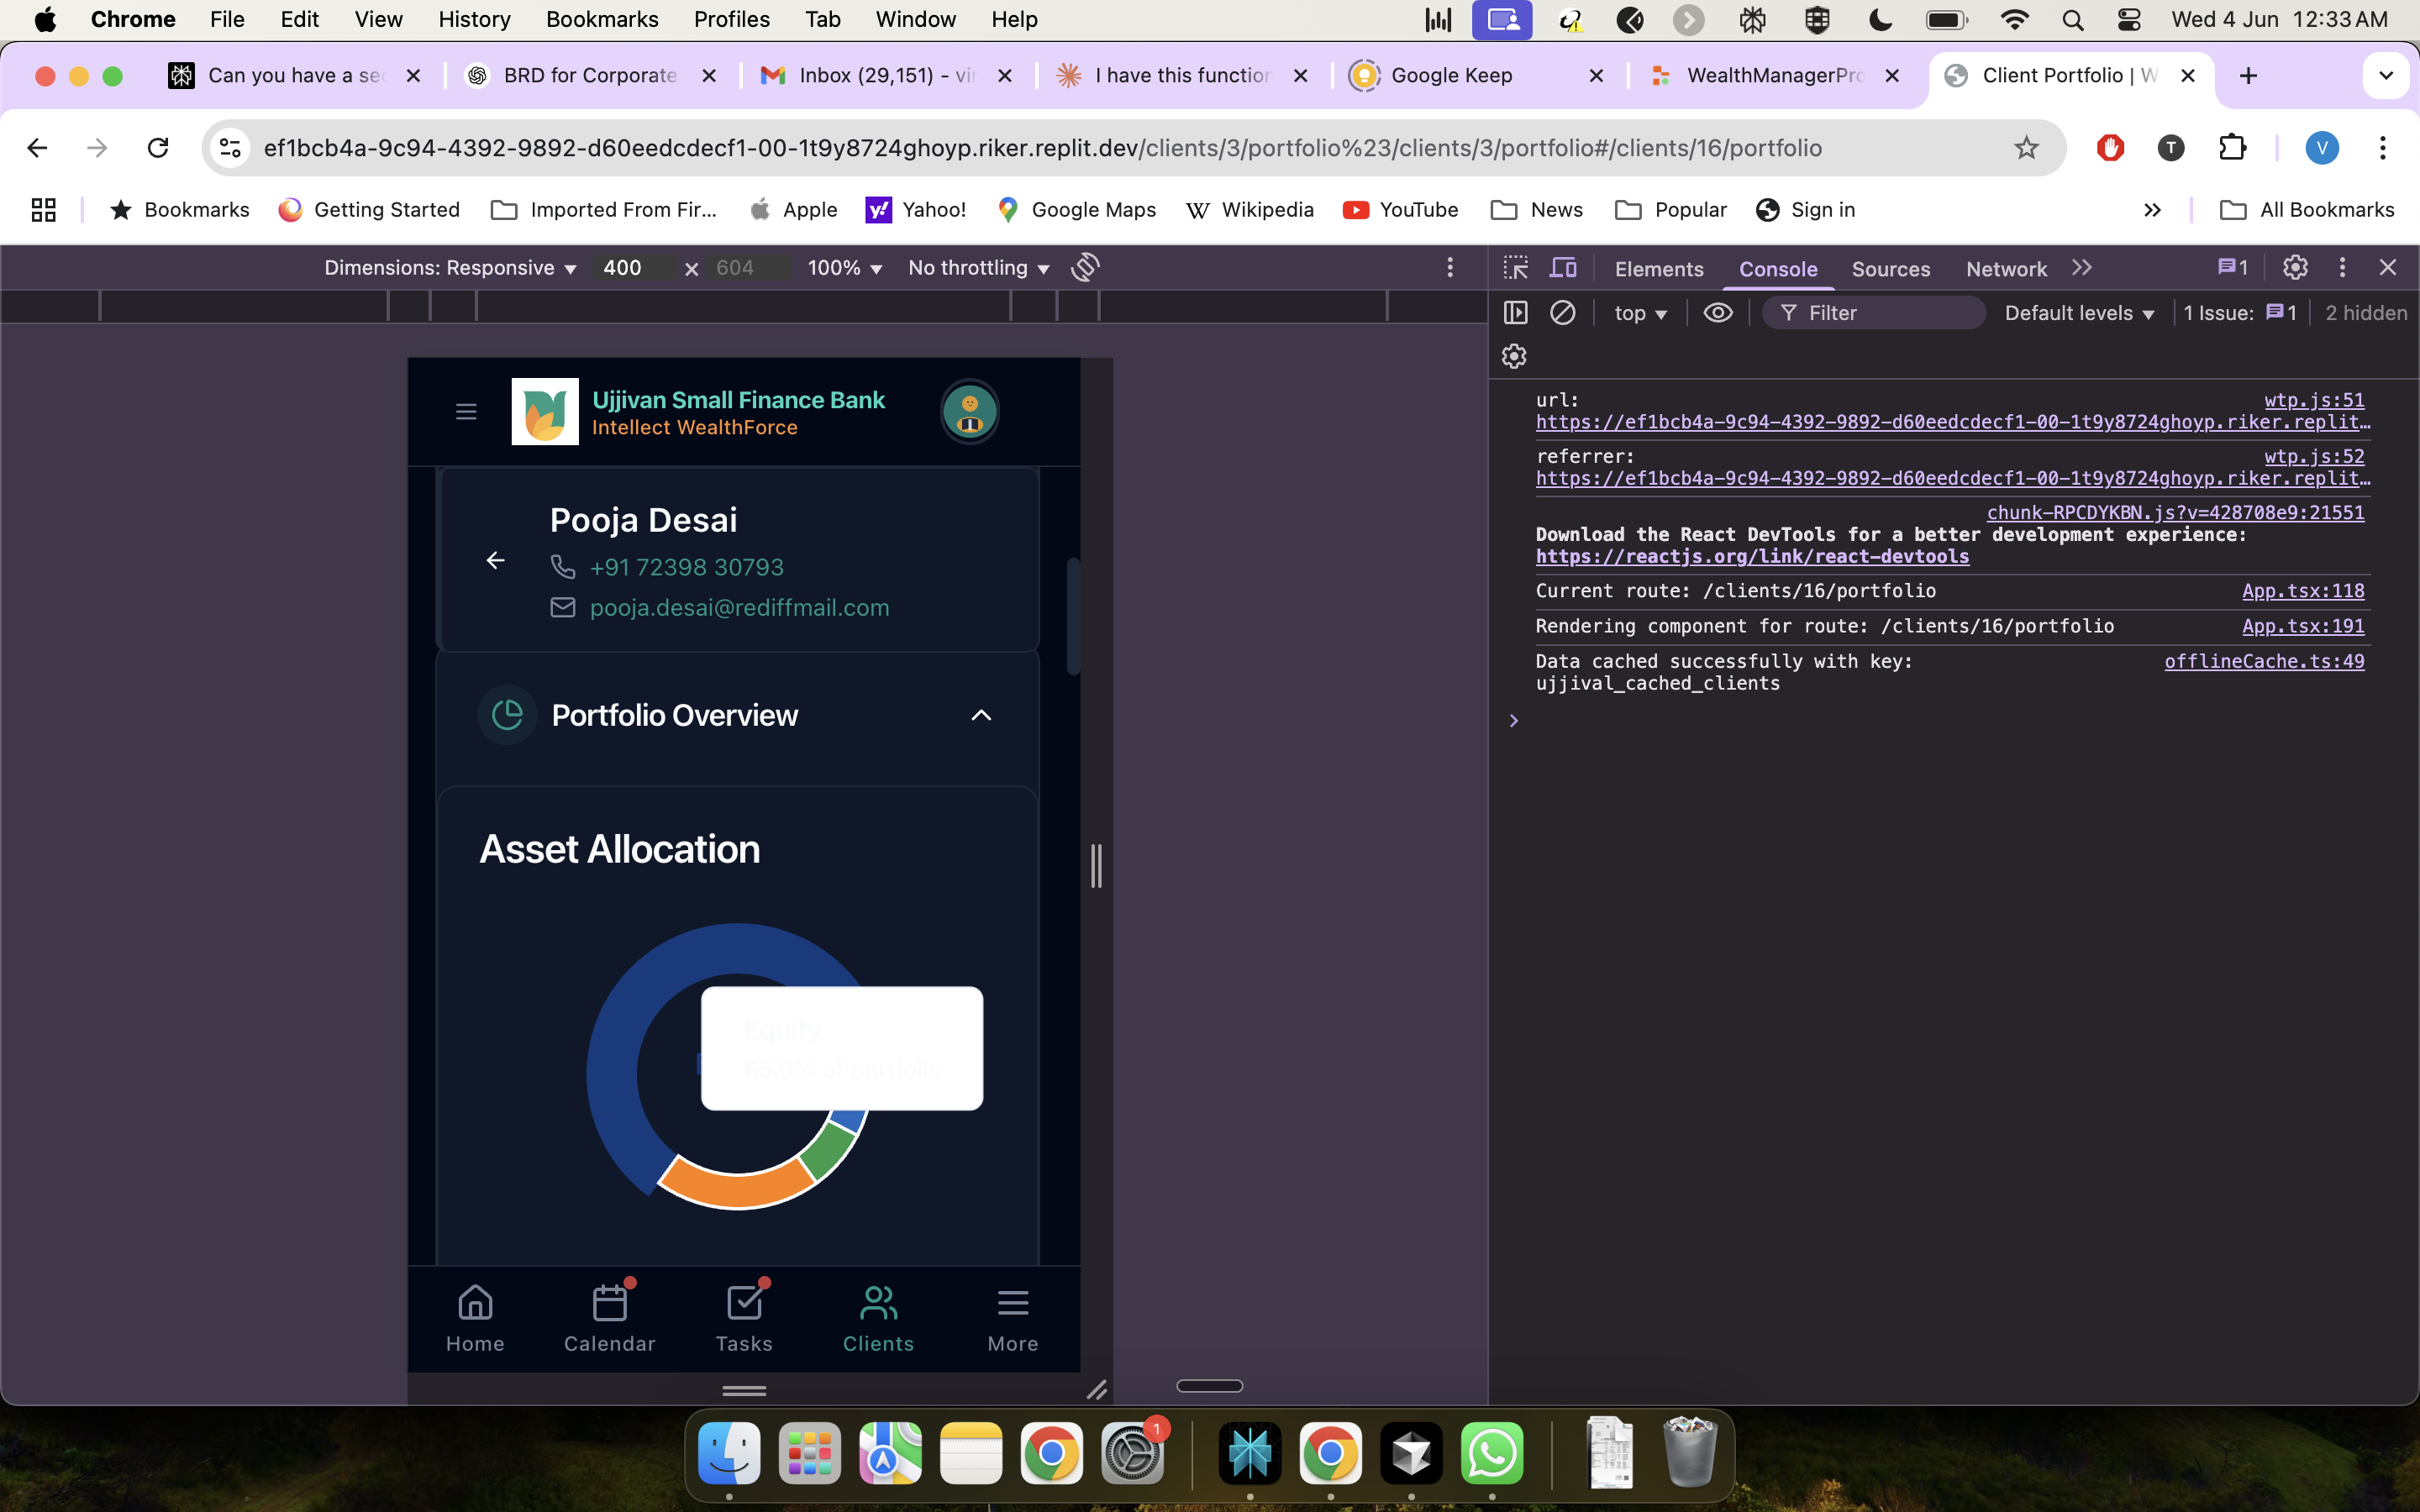 Chrome File Edit View History Bookmarks Profiles Tab Window Help Wed 4 Jun 12:33 AM
Can you have a sec BRD for Corporate Inbox (29,151) - vi I have this function Google Keep WealthManagerPro Client Portfolio | W
ef1bcb4a-9c94-4392-9892-d60eedcdecf1-00-1t9y8724ghoyp.riker.replit.dev/clients/3/portfolio%23/clients/3/portfolio#/clients/16/portfolio T V
Bookmarks Getting Started Imported From Fir... Apple Yahoo! Google Maps Wikipedia YouTube News Popular Sign in All Bookmarks
Dimensions: Responsive 400 x 604 100% No throttling
Elements Console Sources Network 1
top Filter Default levels 1 Issue: 1 2 hidden
url: wtp.js:51
https://ef1bcb4a-9c94-4392-9892-d60eedcdecf1-00-1t9y8724ghoyp.riker.replit…
referrer: wtp.js:52
https://ef1bcb4a-9c94-4392-9892-d60eedcdecf1-00-1t9y8724ghoyp.riker.replit…
chunk-RPCDYKBN.js?v=428708e9:21551
Download the React DevTools for a better development experience:
https://reactjs.org/link/react-devtools
Current route: /clients/16/portfolio App.tsx:118
Rendering component for route: /clients/16/portfolio App.tsx:191
Data cached successfully with key: offlineCache.ts:49
ujjival_cached_clients
Ujjivan Small Finance Bank
Intellect WealthForce
Pooja Desai
+91 72398 30793
pooja.desai@rediffmail.com
Portfolio Overview
Asset Allocation
Equity
65.0% of portfolio
Home Calendar Tasks Clients More
1